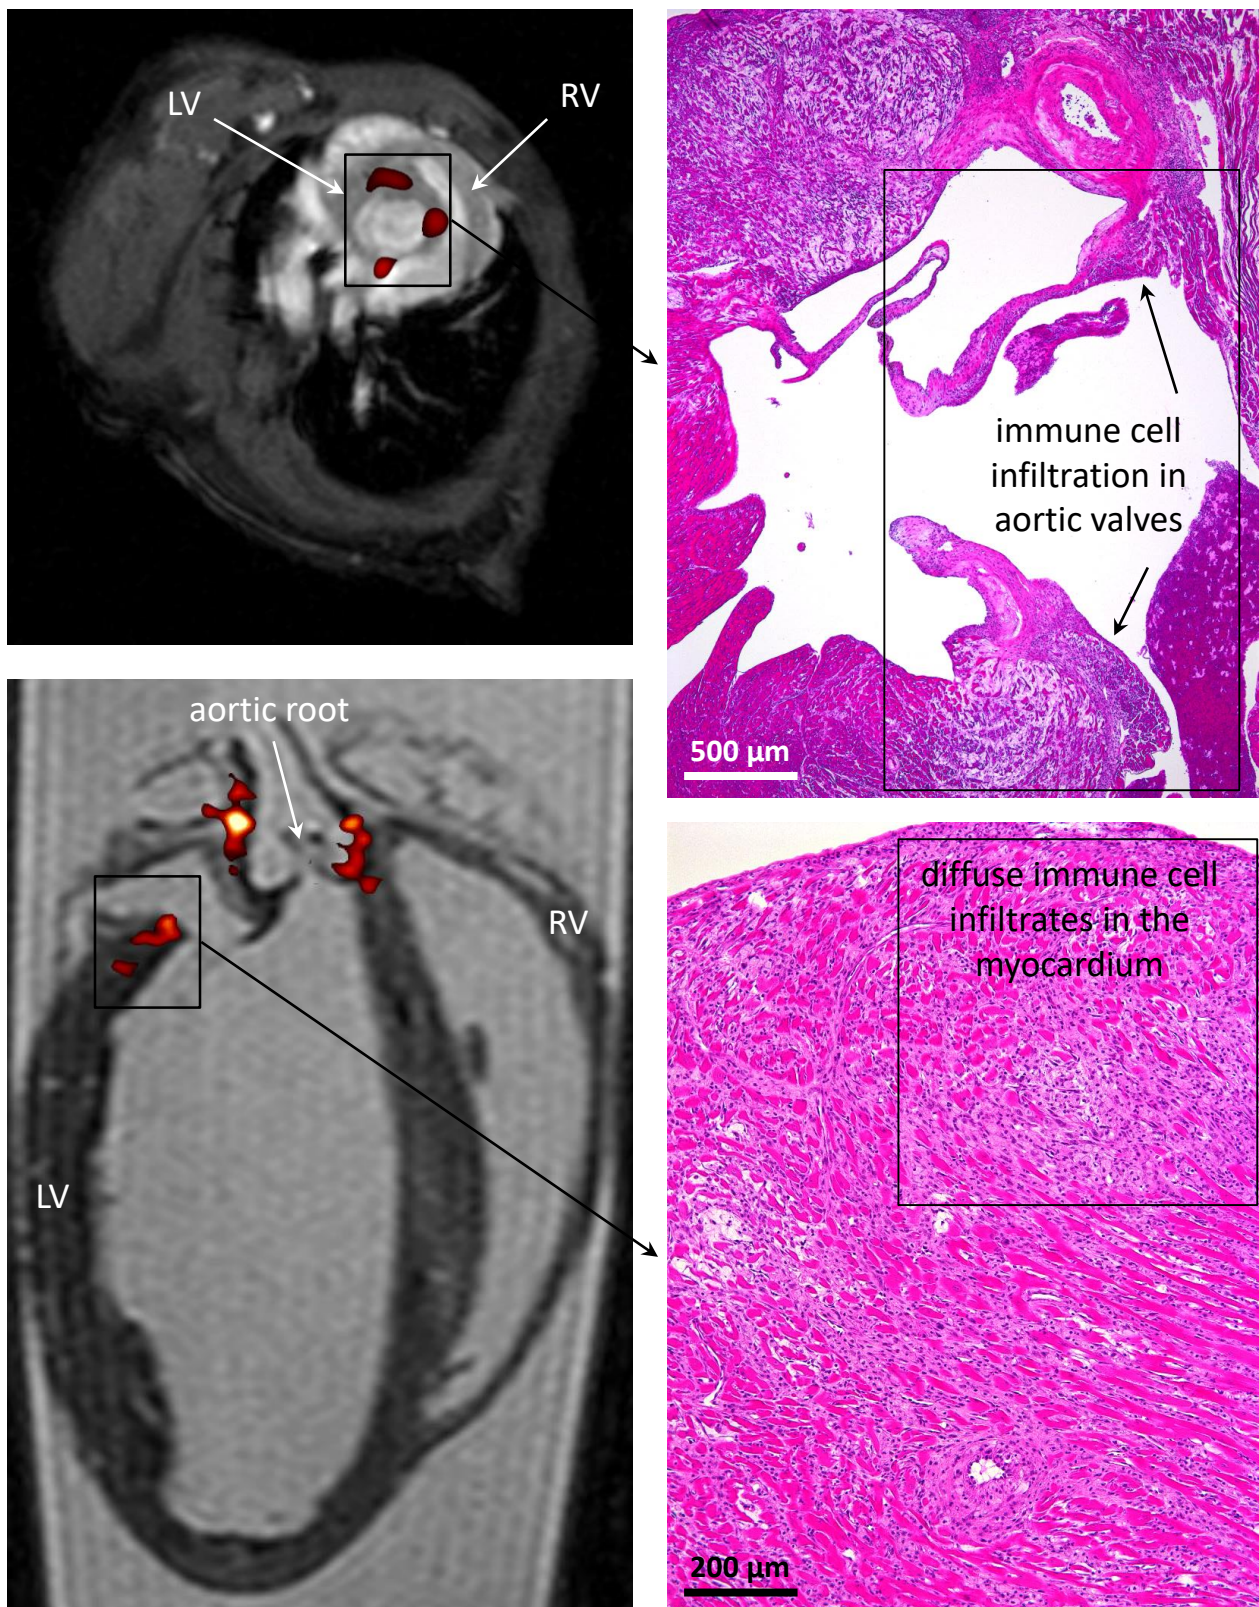 LV
RV
immune cell
infiltration in
aortic valves
500 µm
aortic root
RV
LV
diffuse immune cell
infiltrates in the
myocardium
200 µm